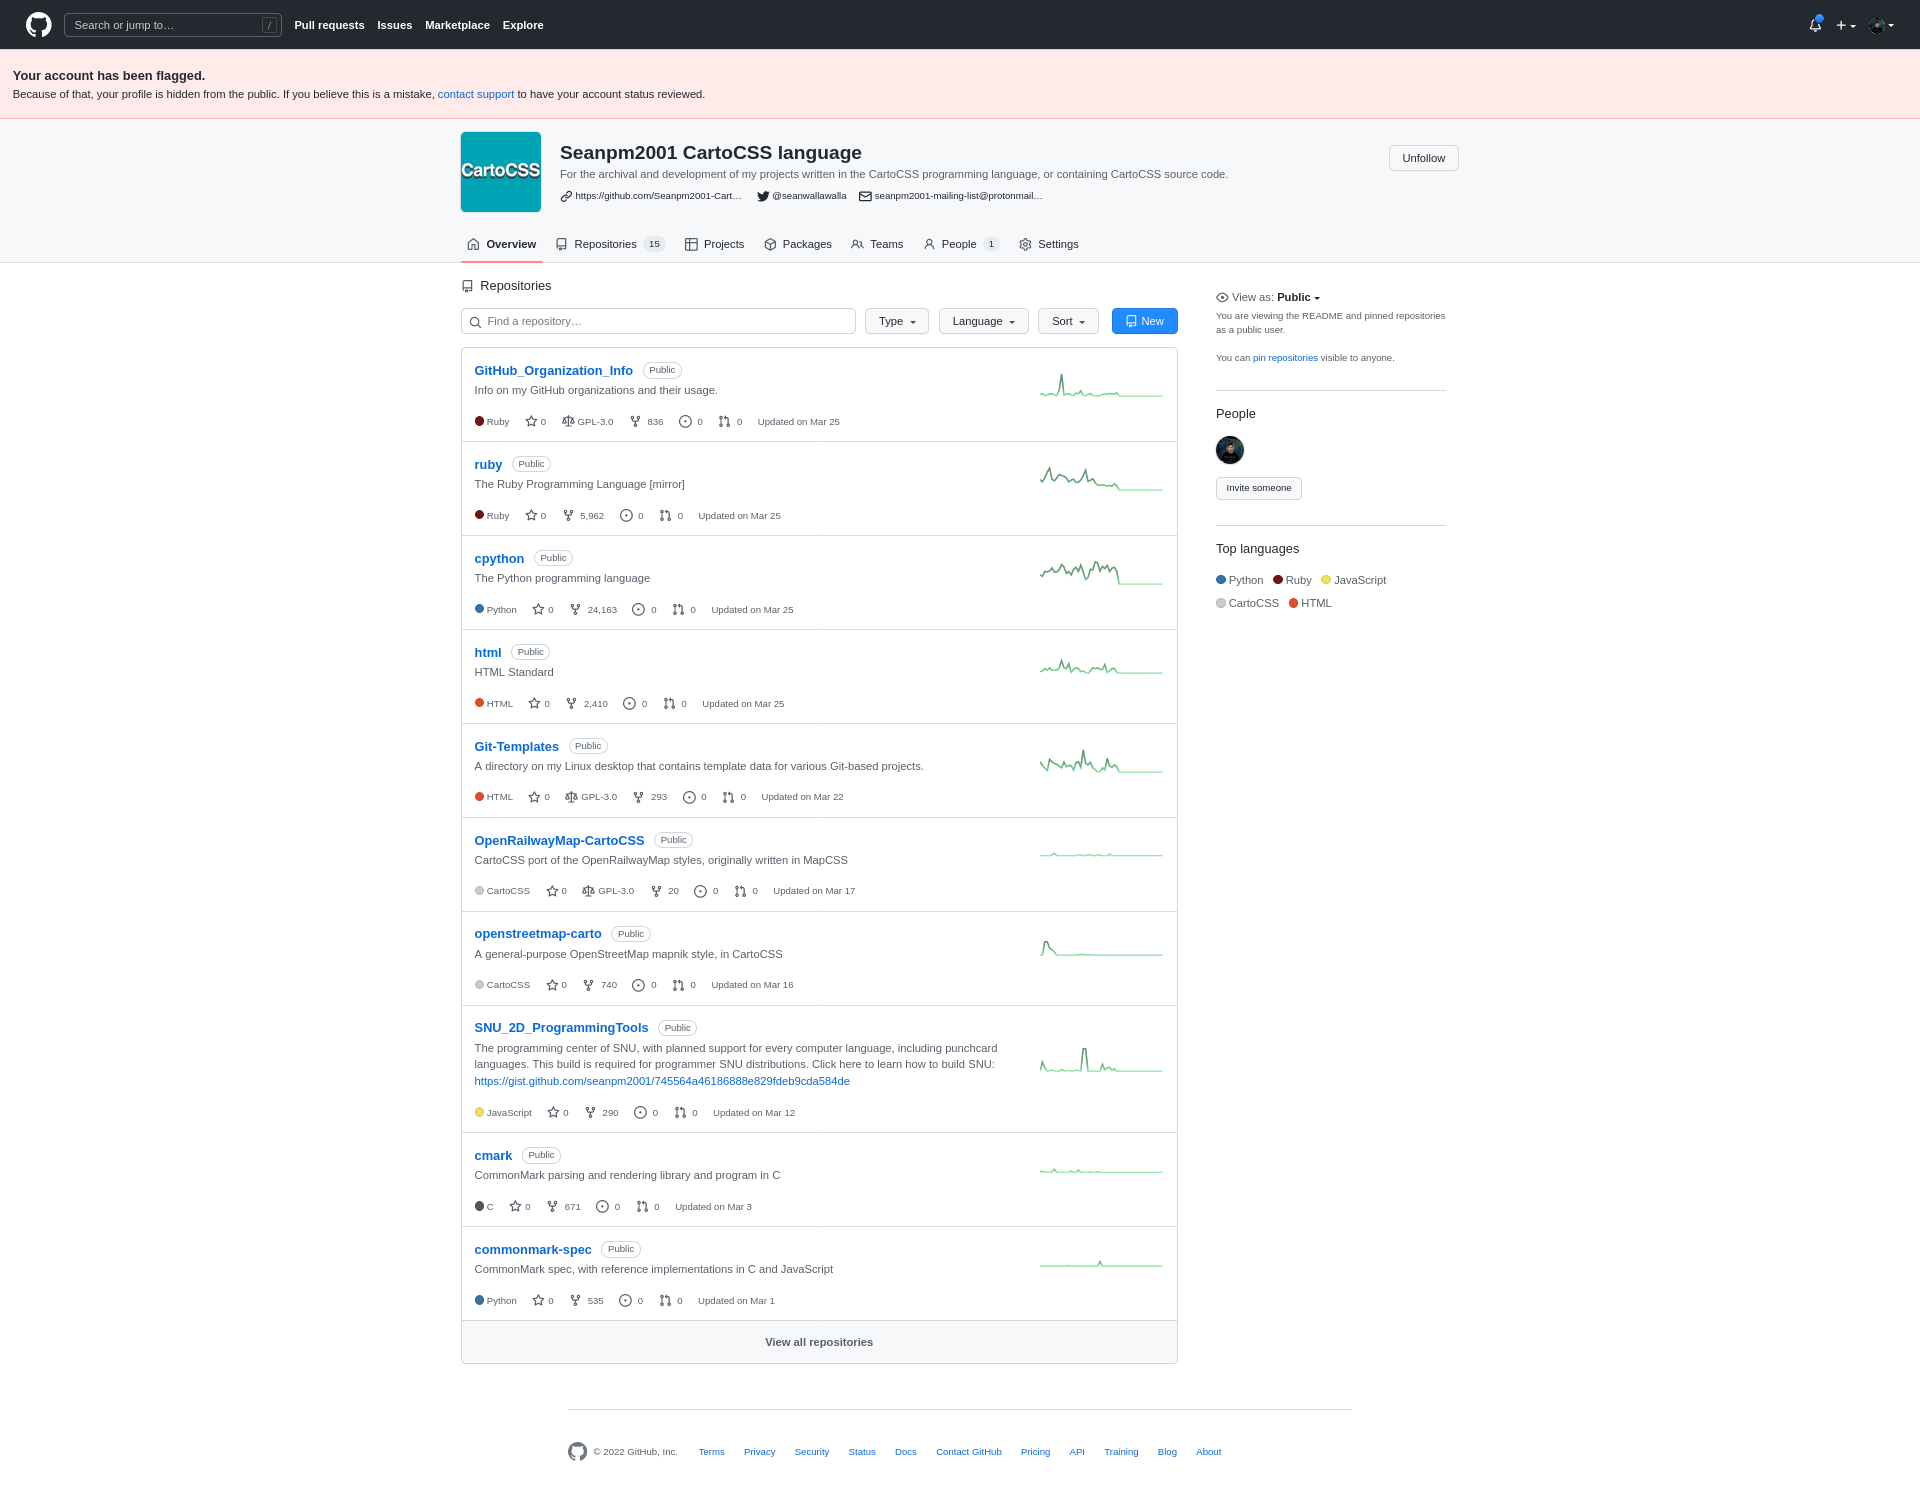 Search or jump to… /
Pull requests Issues Marketplace Explore
Your account has been flagged.
Because of that, your profile is hidden from the public. If you believe this is a mistake, contact support to have your account status reviewed.
CartoCSS
Seanpm2001 CartoCSS language
For the archival and development of my projects written in the CartoCSS programming language, or containing CartoCSS source code.
https://github.com/Seanpm2001-Cart… @seanwallawalla seanpm2001-mailing-list@protonmail…
Unfollow
Overview Repositories 15 Projects Packages Teams People 1 Settings
Repositories
Find a repository… Type Language Sort New
GitHub_Organization_Info Public
Info on my GitHub organizations and their usage.
Ruby 0 GPL-3.0 836 0 0 Updated on Mar 25
ruby Public
The Ruby Programming Language [mirror]
Ruby 0 5,962 0 0 Updated on Mar 25
cpython Public
The Python programming language
Python 0 24,163 0 0 Updated on Mar 25
html Public
HTML Standard
HTML 0 2,410 0 0 Updated on Mar 25
Git-Templates Public
A directory on my Linux desktop that contains template data for various Git-based projects.
HTML 0 GPL-3.0 293 0 0 Updated on Mar 22
OpenRailwayMap-CartoCSS Public
CartoCSS port of the OpenRailwayMap styles, originally written in MapCSS
CartoCSS 0 GPL-3.0 20 0 0 Updated on Mar 17
openstreetmap-carto Public
A general-purpose OpenStreetMap mapnik style, in CartoCSS
CartoCSS 0 740 0 0 Updated on Mar 16
SNU_2D_ProgrammingTools Public
The programming center of SNU, with planned support for every computer language, including punchcard
languages. This build is required for programmer SNU distributions. Click here to learn how to build SNU:
https://gist.github.com/seanpm2001/745564a46186888e829fdeb9cda584de
JavaScript 0 290 0 0 Updated on Mar 12
cmark Public
CommonMark parsing and rendering library and program in C
C 0 671 0 0 Updated on Mar 3
commonmark-spec Public
CommonMark spec, with reference implementations in C and JavaScript
Python 0 535 0 0 Updated on Mar 1
View all repositories
View as: Public
You are viewing the README and pinned repositories
as a public user.
You can pin repositories visible to anyone.
People
Invite someone
Top languages
Python Ruby JavaScript
CartoCSS HTML
© 2022 GitHub, Inc. Terms Privacy Security Status Docs Contact GitHub Pricing API Training Blog About